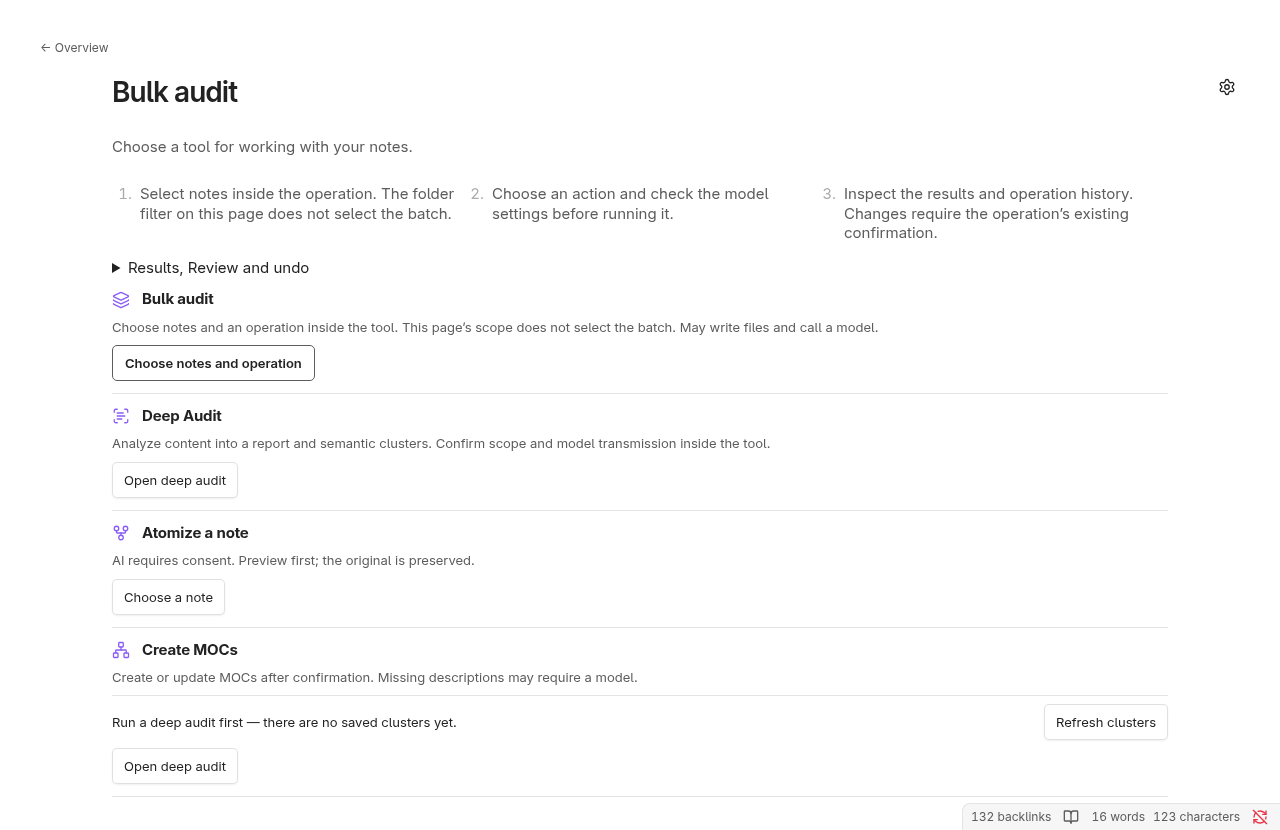 ← Overview
Bulk audit
Choose a tool for working with your notes.
1. Select notes inside the operation. The folder
filter on this page does not select the batch.
2. Choose an action and check the model
settings before running it.
3. Inspect the results and operation history.
Changes require the operation’s existing
confirmation.
Results, Review and undo
Bulk audit
Choose notes and an operation inside the tool. This page’s scope does not select the batch. May write files and call a model.
Choose notes and operation
Deep Audit
Analyze content into a report and semantic clusters. Confirm scope and model transmission inside the tool.
Open deep audit
Atomize a note
AI requires consent. Preview first; the original is preserved.
Choose a note
Create MOCs
Create or update MOCs after confirmation. Missing descriptions may require a model.
Run a deep audit first — there are no saved clusters yet.
Refresh clusters
Open deep audit
132 backlinks 16 words 123 characters